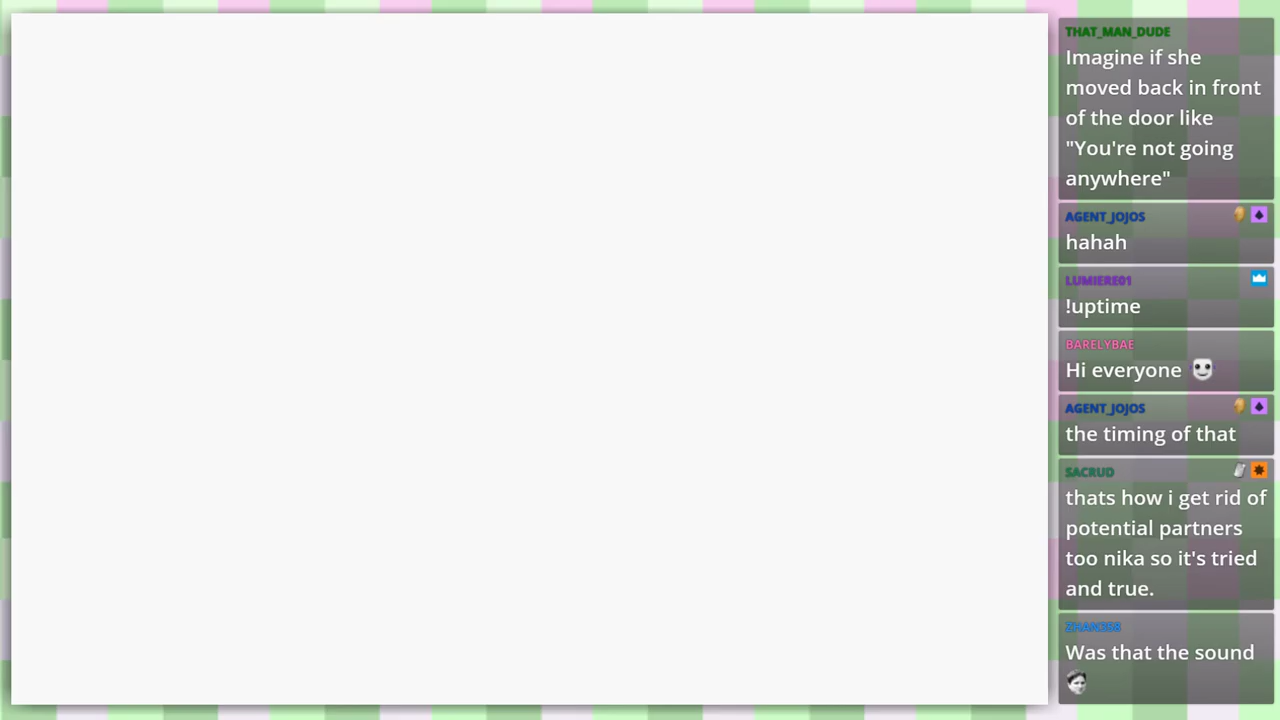 THAT_MAN_DUDE
Imagine if she
moved back in front
of the door like
"You're not going
anywhere"
AGENT_JOJOS
hahah
LUMIERE01
!uptime
BARELYBAE
Hi everyone
AGENT_JOJOS
the timing of that
SACRUD
thats how i get rid of
potential partners
too nika so it's tried
and true.
ZHAN358
Was that the sound